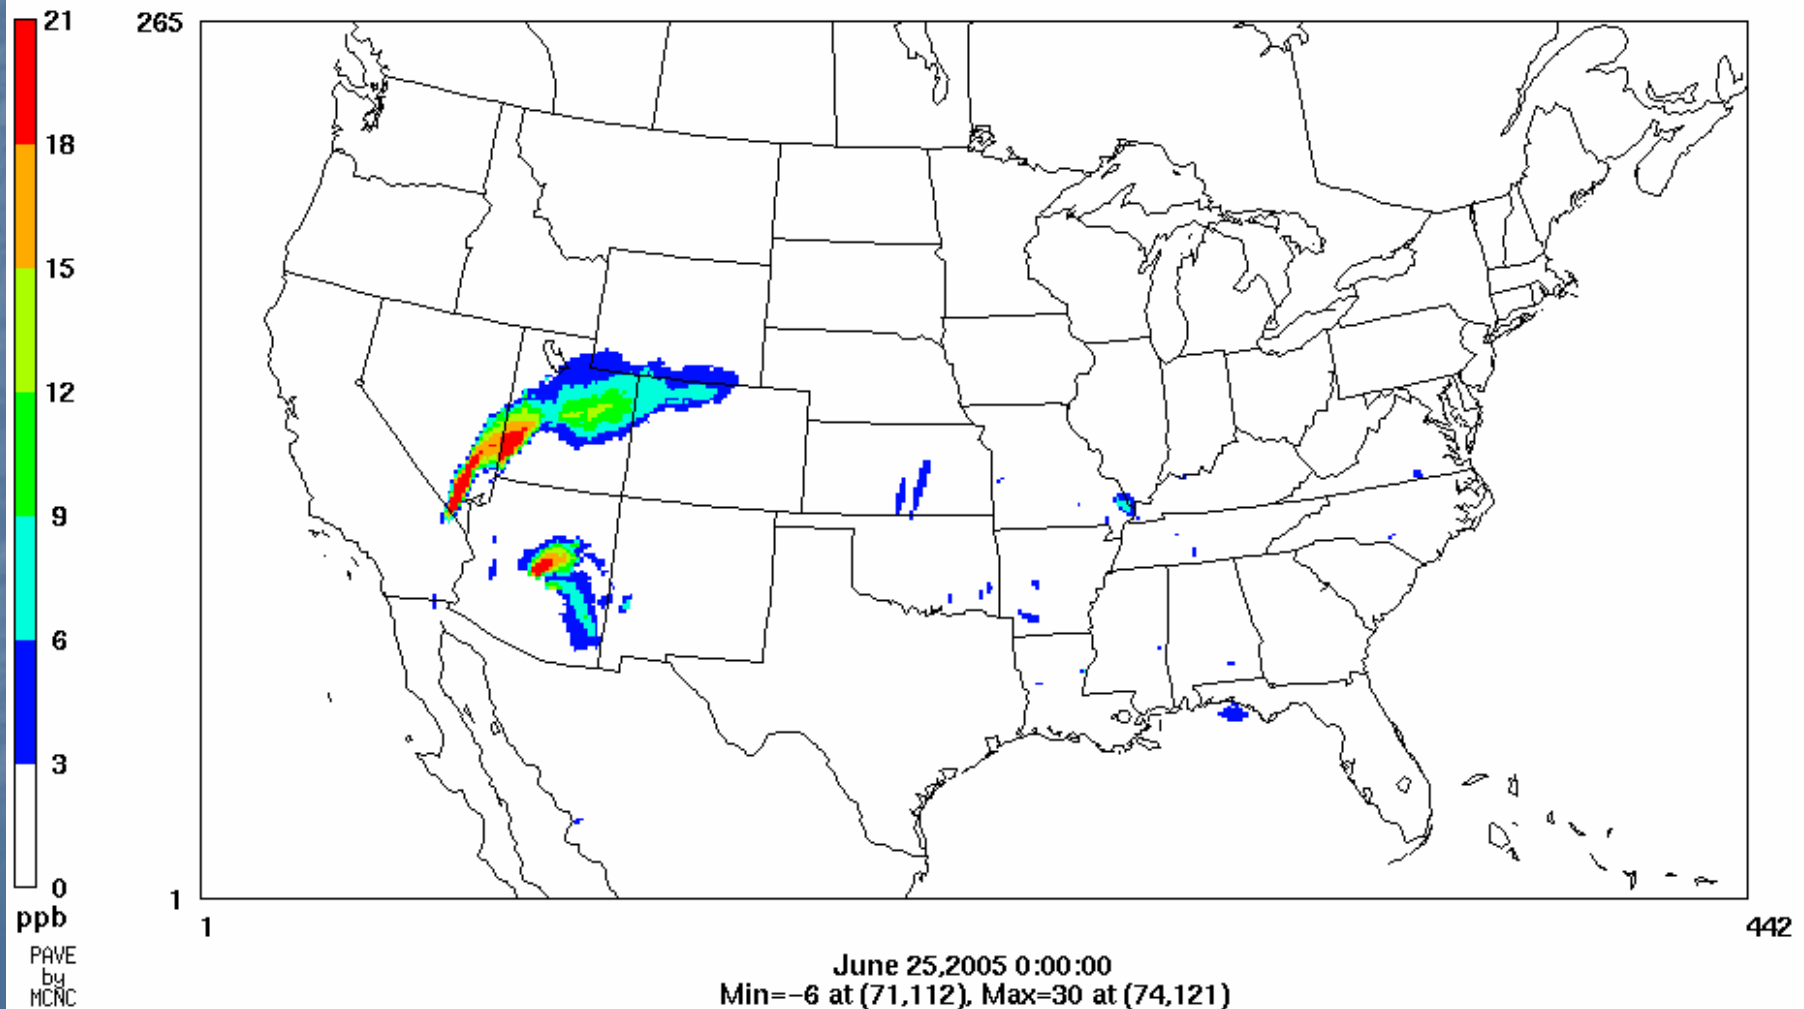 21
18
15
12
9
6
3
0
ppb
PAVE
by
MCNC
265
1
1
442
June 25,2005 0:00:00
Min=−6 at (71,112), Max=30 at (74,121)